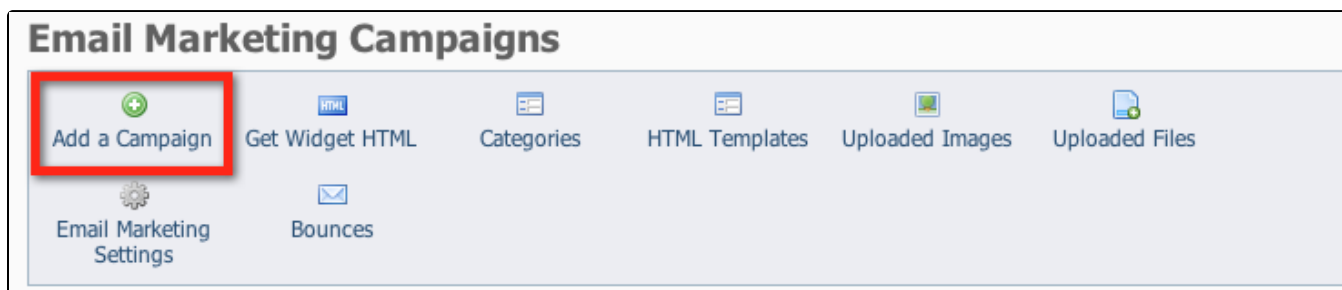 Email Marketing Campaigns
HTML
Add a Campaign Get Widget HTML Categories HTML Templates Uploaded Images Uploaded Files
Email Marketing Bounces
Settings